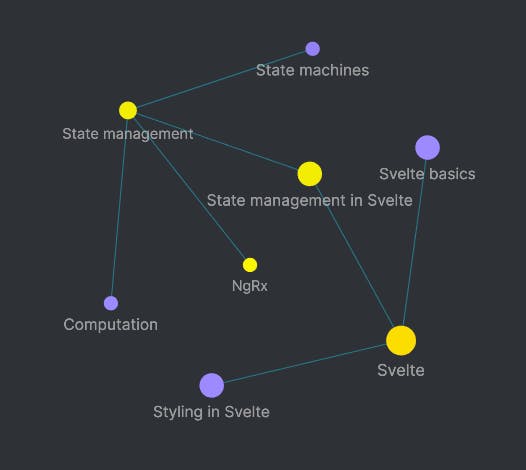 State machines
State management
Svelte basics
State management in Svelte
NgRx
Computation
Svelte
Styling in Svelte